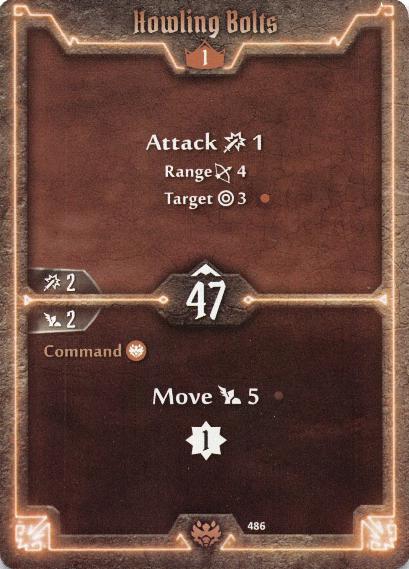 Howling Bolts
1
Attack 1
Range 4
Target 3
2
47
2
Command
Move 5
1
486